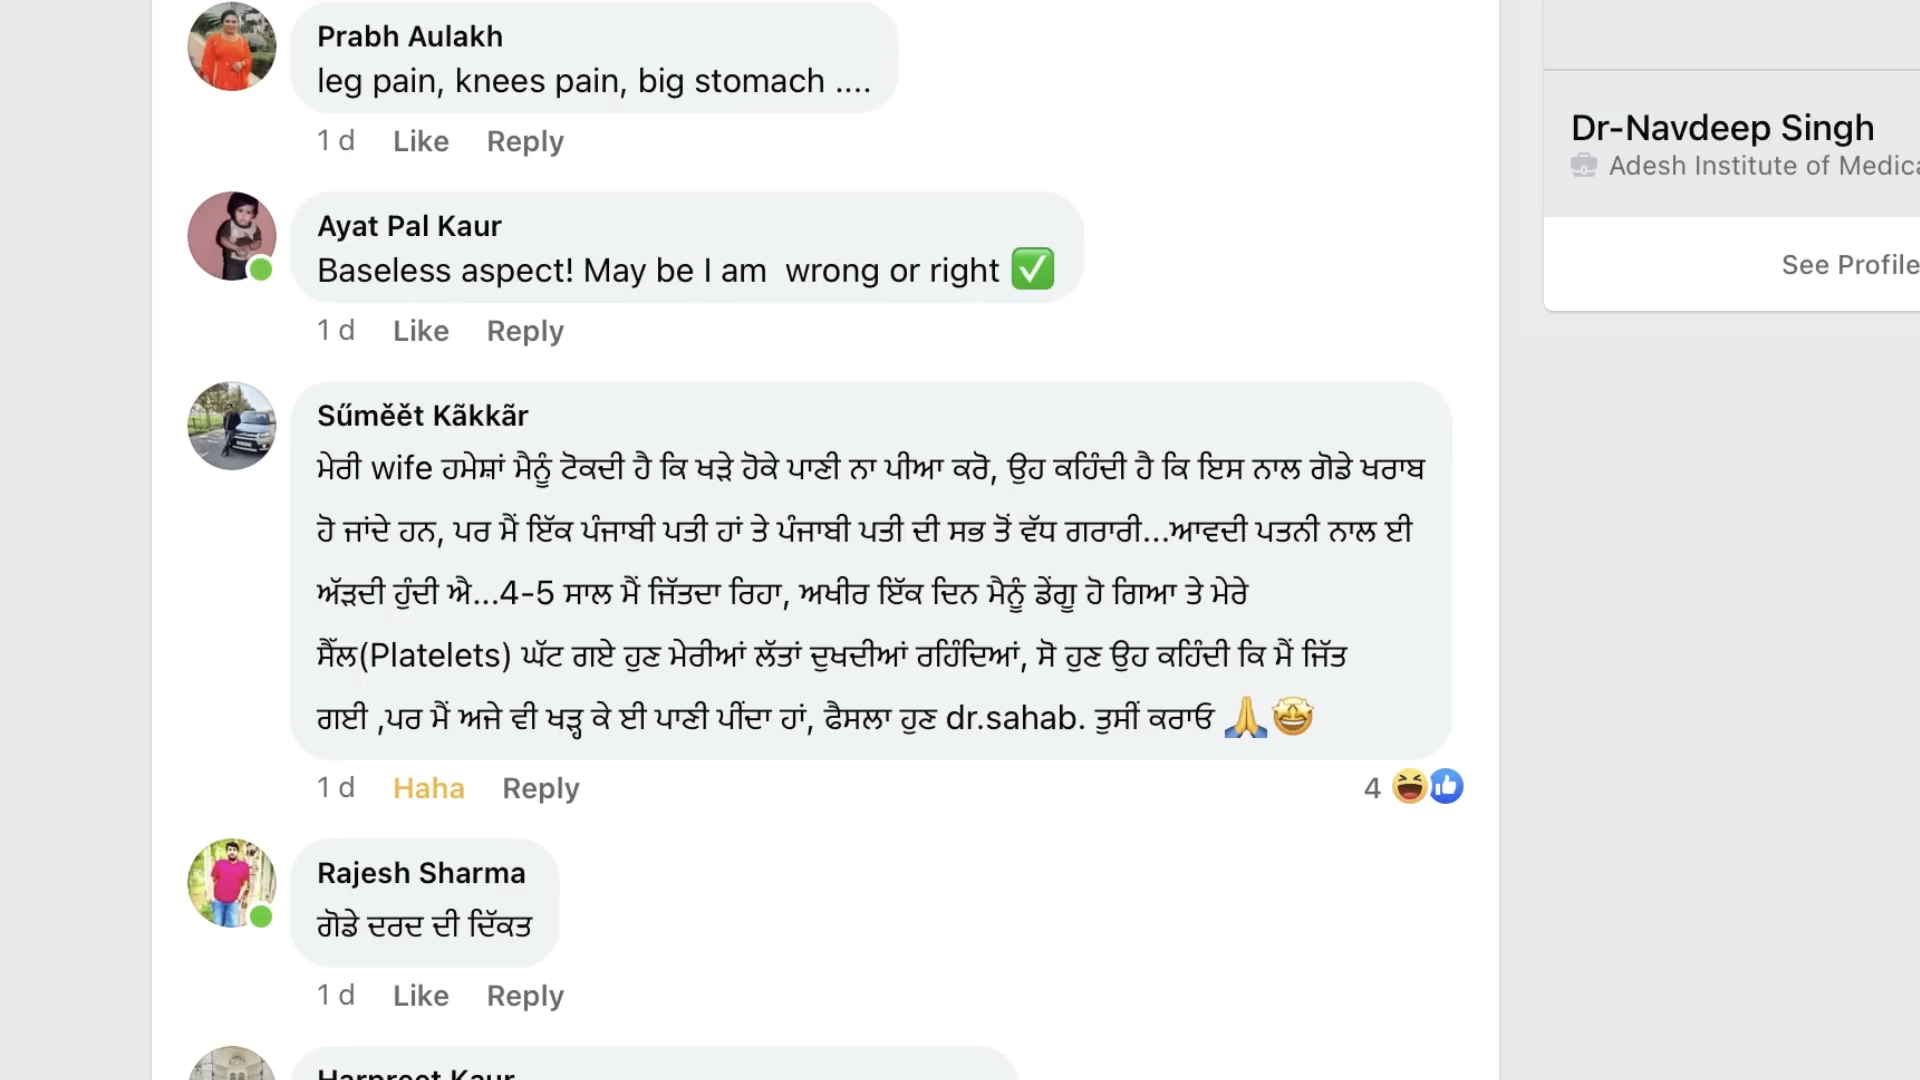 Prabh Aulakh
leg pain, knees pain, big stomach ....
1 d Like Reply
Ayat Pal Kaur
Baseless aspect! May be I am  wrong or right ✅
1 d Like Reply
Sűměět Kãkkãr
ਮੇਰੀ wife ਹਮੇਸ਼ਾਂ ਮੈਨੂੰ ਟੋਕਦੀ ਹੈ ਕਿ ਖੜੇ ਹੋਕੇ ਪਾਣੀ ਨਾ ਪੀਆ ਕਰੋ, ਉਹ ਕਹਿੰਦੀ ਹੈ ਕਿ ਇਸ ਨਾਲ ਗੋਡੇ ਖਰਾਬ
ਹੋ ਜਾਂਦੇ ਹਨ, ਪਰ ਮੈਂ ਇੱਕ ਪੰਜਾਬੀ ਪਤੀ ਹਾਂ ਤੇ ਪੰਜਾਬੀ ਪਤੀ ਦੀ ਸਭ ਤੋਂ ਵੱਧ ਗਰਾਰੀ...ਆਵਦੀ ਪਤਨੀ ਨਾਲ ਈ
ਅੱੜਦੀ ਹੁੰਦੀ ਐ...4-5 ਸਾਲ ਮੈਂ ਜਿੱਤਦਾ ਰਿਹਾ, ਅਖੀਰ ਇੱਕ ਦਿਨ ਮੈਨੂੰ ਡੇਂਗੂ ਹੋ ਗਿਆ ਤੇ ਮੇਰੇ
ਸੈੱਲ(Platelets) ਘੱਟ ਗਏ ਹੁਣ ਮੇਰੀਆਂ ਲੱਤਾਂ ਦੁਖਦੀਆਂ ਰਹਿੰਦਿਆਂ, ਸੋ ਹੁਣ ਉਹ ਕਹਿੰਦੀ ਕਿ ਮੈਂ ਜਿੱਤ
ਗਈ ,ਪਰ ਮੈਂ ਅਜੇ ਵੀ ਖੜ੍ਹ ਕੇ ਈ ਪਾਣੀ ਪੀਂਦਾ ਹਾਂ, ਫੈਸਲਾ ਹੁਣ dr.sahab. ਤੁਸੀਂ ਕਰਾਓ 🙏🤩
1 d Haha Reply 4
Rajesh Sharma
ਗੋਡੇ ਦਰਦ ਦੀ ਦਿੱਕਤ
1 d Like Reply
Harpreet Kaur
Dr-Navdeep Singh
Adesh Institute of Medica
See Profile